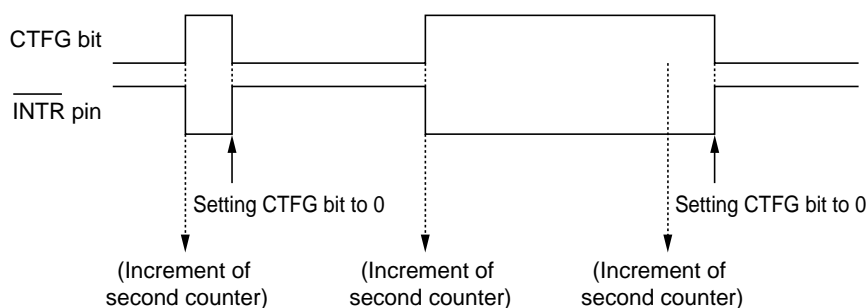 CTFG bit
INTR pin
Setting CTFG bit to 0
Setting CTFG bit to 0
(Increment of
second counter)
(Increment of
second counter)
(Increment of
second counter)